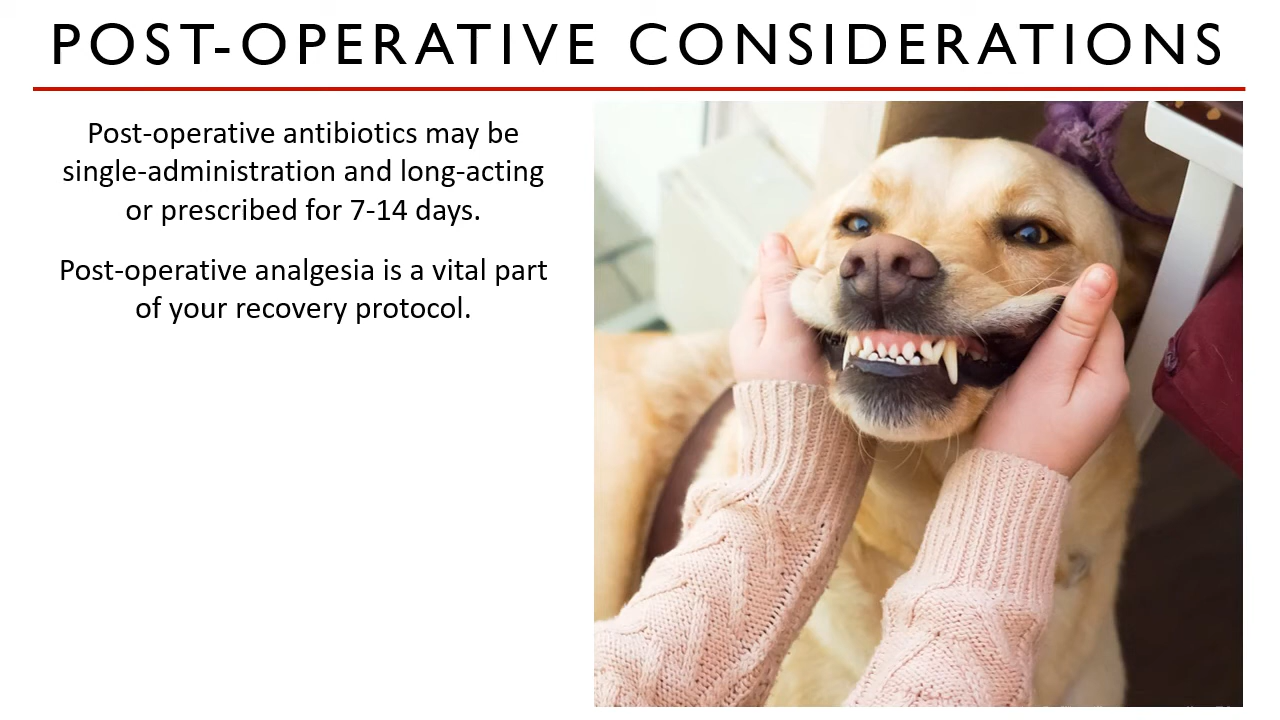 POST-OPERATIVE CONSIDERATIONS
Post-operative antibiotics may be
single-administration and long-acting
or prescribed for 7-14 days.
Post-operative analgesia is a vital part
of your recovery protocol.